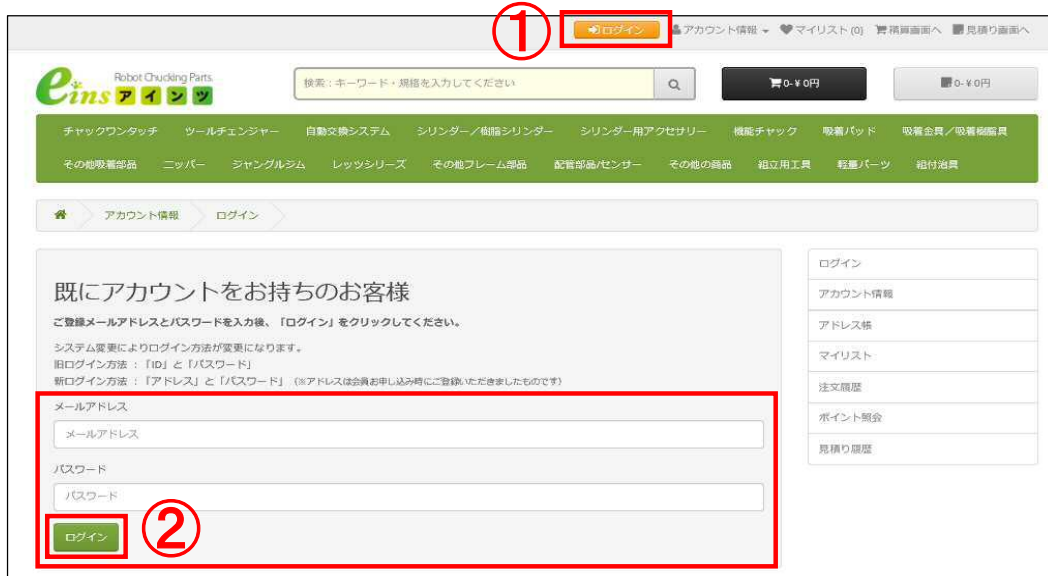 ①
ログイン アカウント情報 マイリスト (0) 積算画面へ 見積り画面へ
eins Robot Chucking Parts. アインツ
検索：キーワード・規格を入力してください
0-¥0円
0-¥0円
チャックワンタッチ ツールチェンジャー 自動交換システム シリンダー／樹脂シリンダー シリンダー用アクセサリー 機能チャック 吸着パッド 吸着金具／吸着樹脂具
その他吸着部品 ニッパー ジャングルジム レッツシリーズ その他フレーム部品 配管部品/センサー その他の商品 組立用工具 軽量パーツ 組付治具
アカウント情報 ログイン
既にアカウントをお持ちのお客様
ご登録メールアドレスとパスワードを入力後、「ログイン」をクリックしてください。
システム変更によりログイン方法が変更になります。
旧ログイン方法 ：「ID」と「パスワード」
新ログイン方法 ：「アドレス」と「パスワード」 (※アドレスは会員お申し込み時にご登録いただきましたものです)
メールアドレス
メールアドレス
パスワード
パスワード
ログイン
②
ログイン
アカウント情報
アドレス帳
マイリスト
注文履歴
ポイント照会
見積り履歴